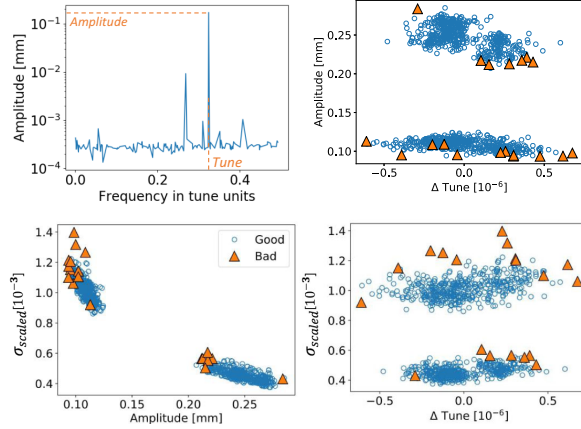 Amplitude
Tune
10⁻¹
10⁻²
10⁻³
10⁻⁴
Amplitude [mm]
0.0 0.2 0.4
Frequency in tune units
0.25
0.20
0.15
0.10
Amplitude [mm]
−0.5 0.0 0.5
Δ Tune [10⁻⁶]
Good
Bad
1.4
1.2
1.0
0.8
0.6
0.4
σscaled[10⁻³]
0.10 0.15 0.20 0.25
Amplitude [mm]
1.4
1.2
1.0
0.8
0.6
0.4
σscaled[10⁻³]
−0.5 0.0 0.5
Δ Tune [10⁻⁶]